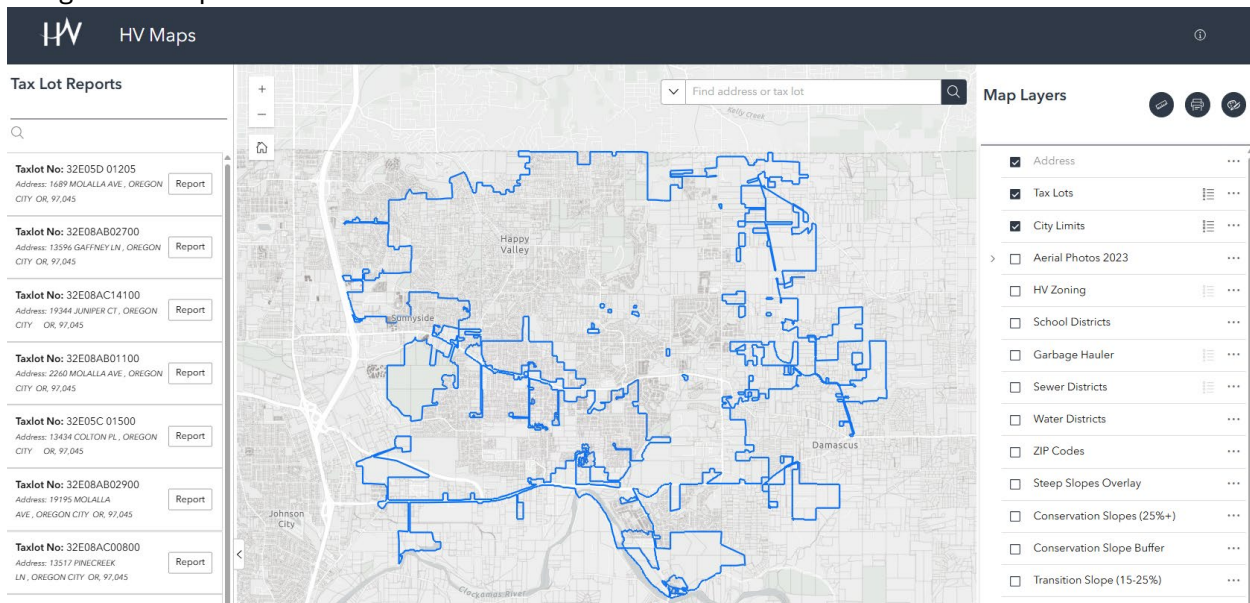 HV HV Maps
Tax Lot Reports
Taxlot No: 32E05D 01205
Address: 1689 MOLALLA AVE , OREGON
CITY OR, 97,045
Report
Taxlot No: 32E08AB02700
Address: 13596 GAFFNEY LN , OREGON
CITY OR, 97,045
Report
Taxlot No: 32E08AC14100
Address: 19344 JUNIPER CT , OREGON
CITY OR, 97,045
Report
Taxlot No: 32E08AB01100
Address: 2260 MOLALLA AVE , OREGON
CITY OR, 97,045
Report
Taxlot No: 32E05C 01500
Address: 13434 COLTON PL , OREGON
CITY OR, 97,045
Report
Taxlot No: 32E08AB02900
Address: 19195 MOLALLA
AVE , OREGON CITY OR, 97,045
Report
Taxlot No: 32E08AC00800
Address: 13517 PINECREEK
LN , OREGON CITY OR, 97,045
Report
Find address or tax lot
Kelly Creek
Happy
Valley
Sunnyside
Damascus
Johnson
City
Clackamas River
Map Layers
Address
Tax Lots
City Limits
Aerial Photos 2023
HV Zoning
School Districts
Garbage Hauler
Sewer Districts
Water Districts
ZIP Codes
Steep Slopes Overlay
Conservation Slopes (25%+)
Conservation Slope Buffer
Transition Slope (15-25%)